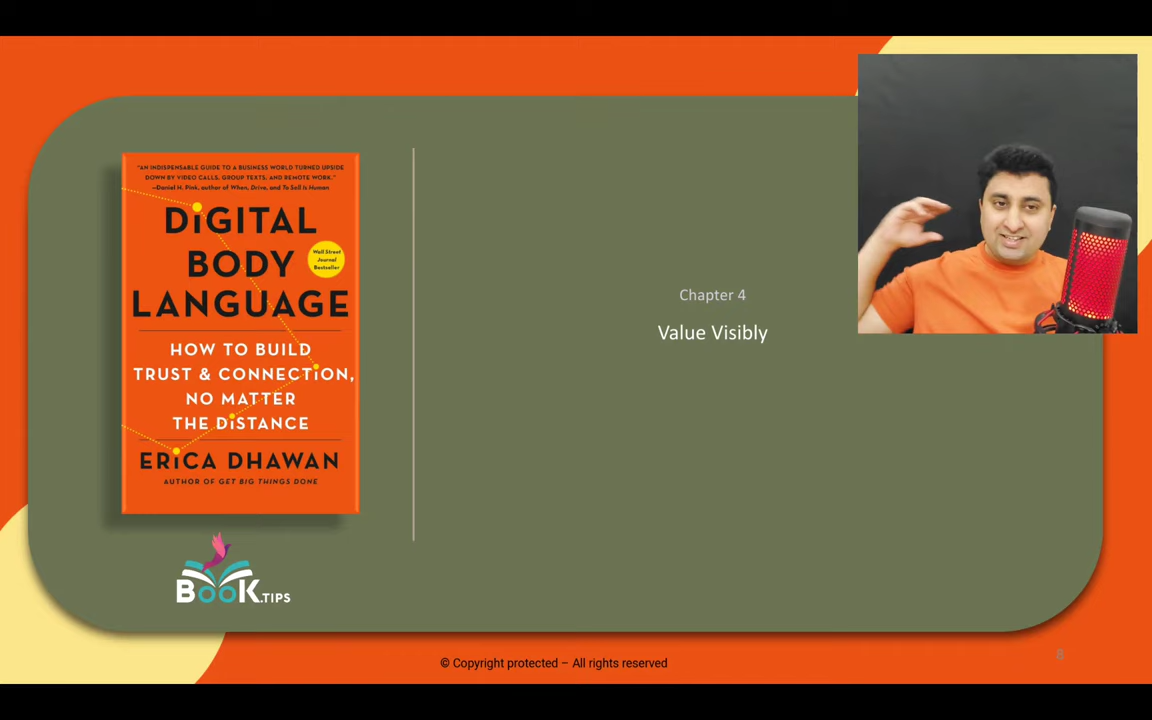 "AN INDISPENSABLE GUIDE TO A BUSINESS WORLD TURNED UPSIDE
DOWN BY VIDEO CALLS, GROUP TEXTS, AND REMOTE WORK."
—Daniel H. Pink, author of When, Drive, and To Sell Is Human
DiGITAL
BODY
LANGUAGE
Wall Street
Journal
Bestseller
HOW TO BUILD
TRUST & CONNECTiON,
NO MATTER
THE DiSTANCE
ERiCA DHAWAN
AUTHOR OF GET BIG THINGS DONE
BOOK.TIPS
Chapter 4
Value Visibly
© Copyright protected – All rights reserved
8